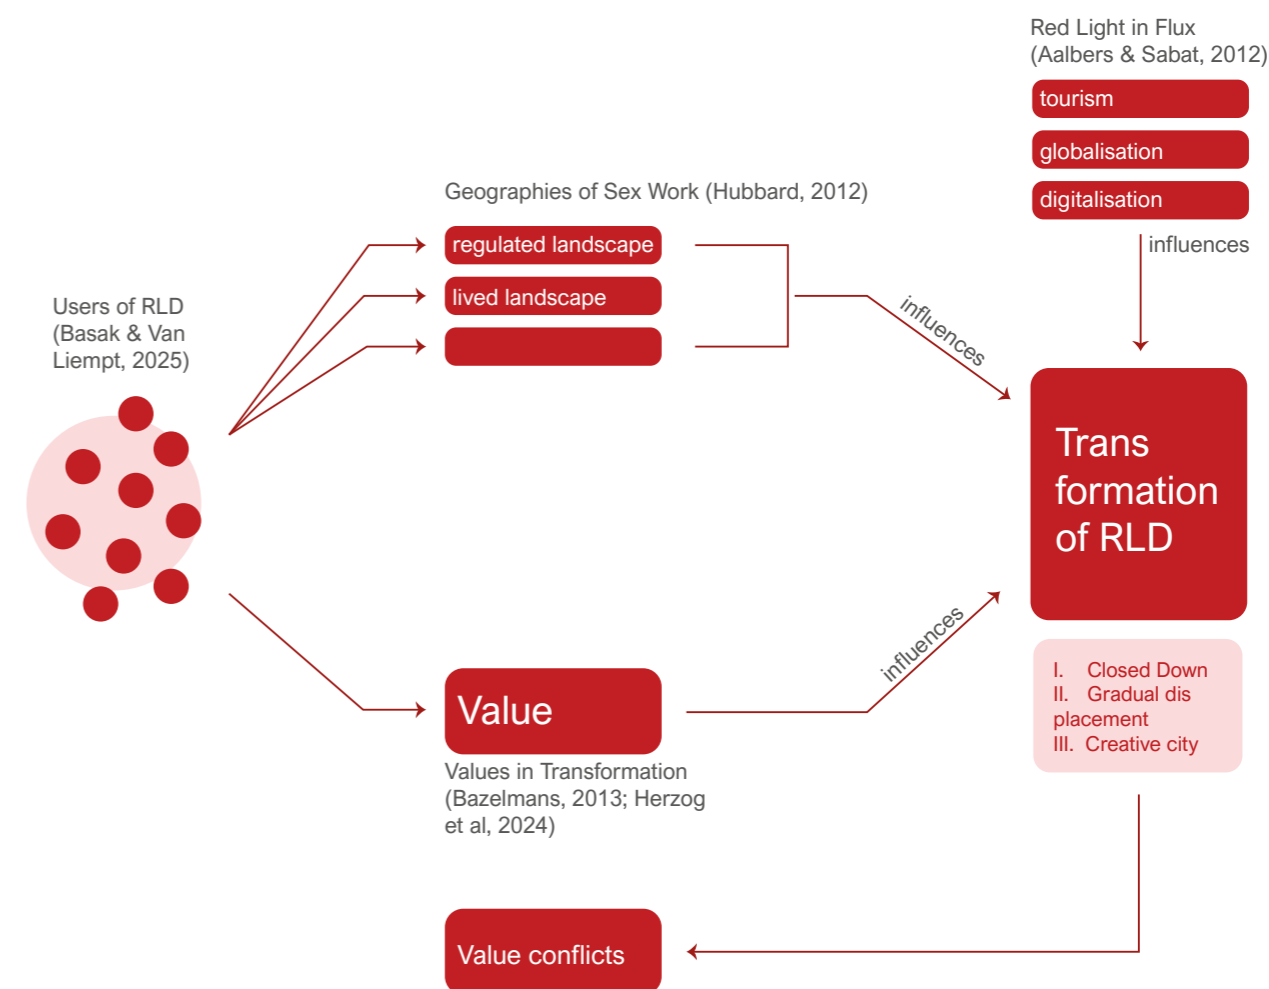 Red Light in Flux
(Aalbers & Sabat, 2012)
tourism
globalisation
digitalisation
influences
Geographies of Sex Work (Hubbard, 2012)
regulated landscape
lived landscape
influences
Users of RLD
(Basak & Van
Liempt, 2025)
Trans
formation
of RLD
influences
I. Closed Down
II. Gradual dis
placement
III. Creative city
Value
Values in Transformation
(Bazelmans, 2013; Herzog
et al, 2024)
Value conflicts